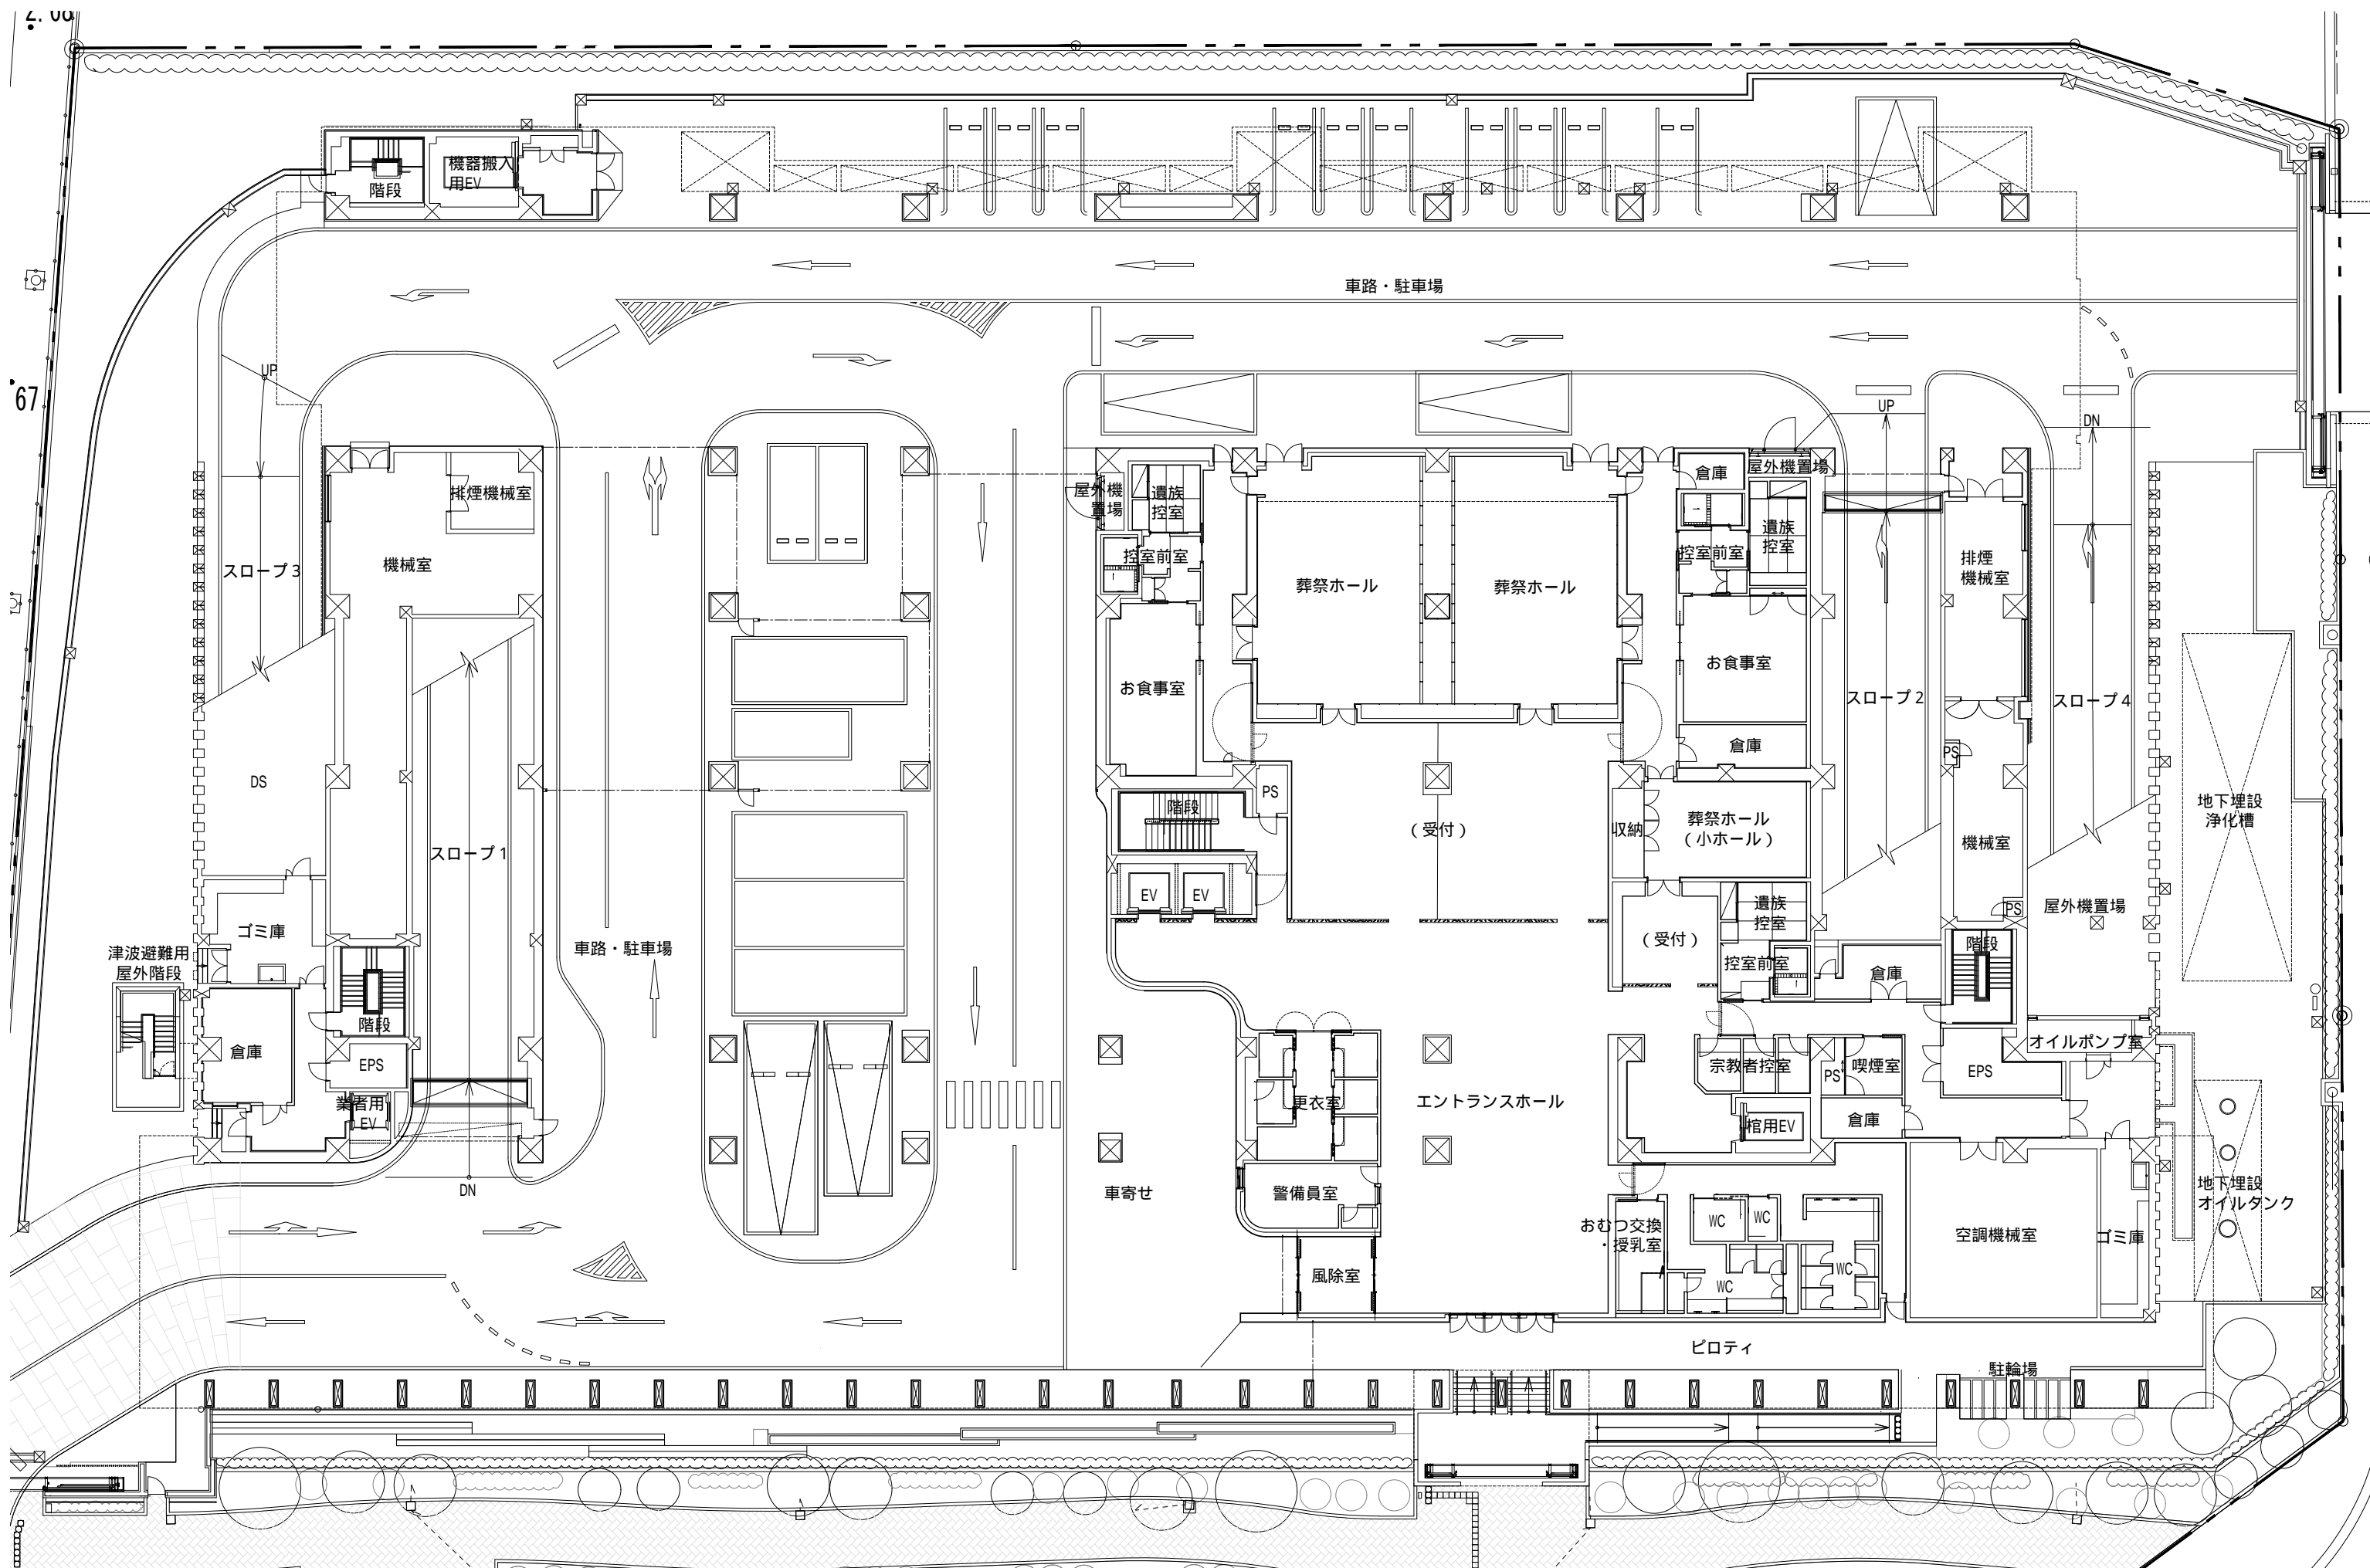 2.08
機器搬入
用EV
階段
車路・駐車場
67
UP
UP
DN
排煙機械室
屋外機
置場
遺族
控室
倉庫
屋外機置場
遺族
控室
控室前室
控室前室
スロープ3
機械室
葬祭ホール
葬祭ホール
排煙
機械室
お食事室
お食事室
スロープ2
スロープ4
倉庫
PS
DS
PS
階段
スロープ1
(受付)
収納
葬祭ホール
(小ホール)
機械室
地下埋設
浄化槽
EV
EV
遺族
控室
PS
屋外機置場
ゴミ庫
津波避難用
屋外階段
車路・駐車場
(受付)
控室前室
倉庫
階段
階段
倉庫
EPS
オイルポンプ室
宗教者控室
PS
喫煙室
EPS
業者用
EV
更衣室
エントランスホール
棺用EV
倉庫
DN
車寄せ
警備員室
地下埋設
オイルタンク
おむつ交換
・授乳室
WC
WC
空調機械室
ゴミ庫
風除室
WC
WC
ピロティ
駐輪場